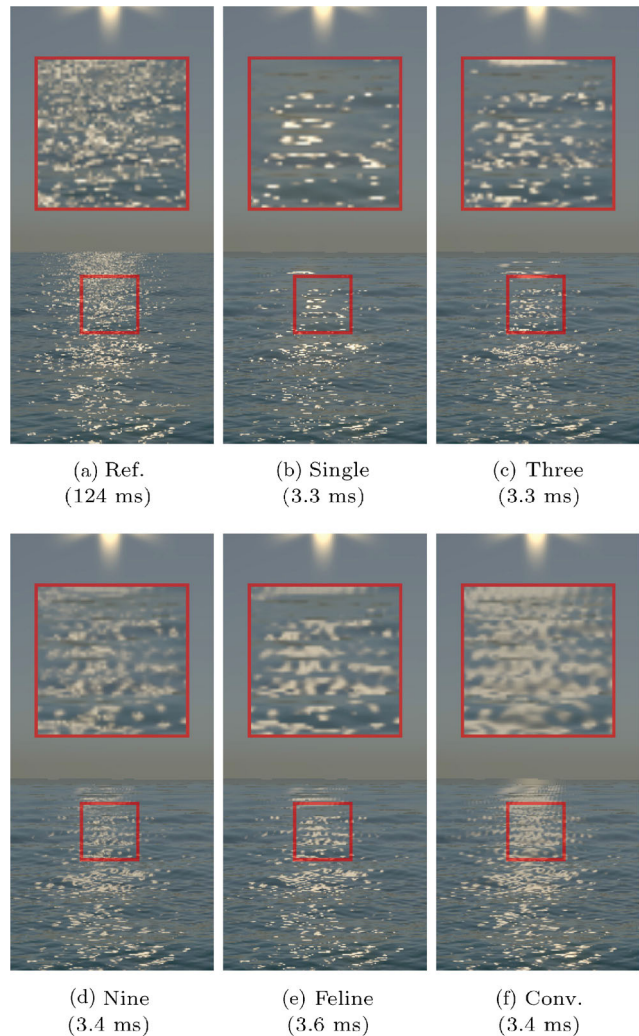 (a) Ref.
(124 ms)
(b) Single
(3.3 ms)
(c) Three
(3.3 ms)
(d) Nine
(3.4 ms)
(e) Feline
(3.6 ms)
(f) Conv.
(3.4 ms)